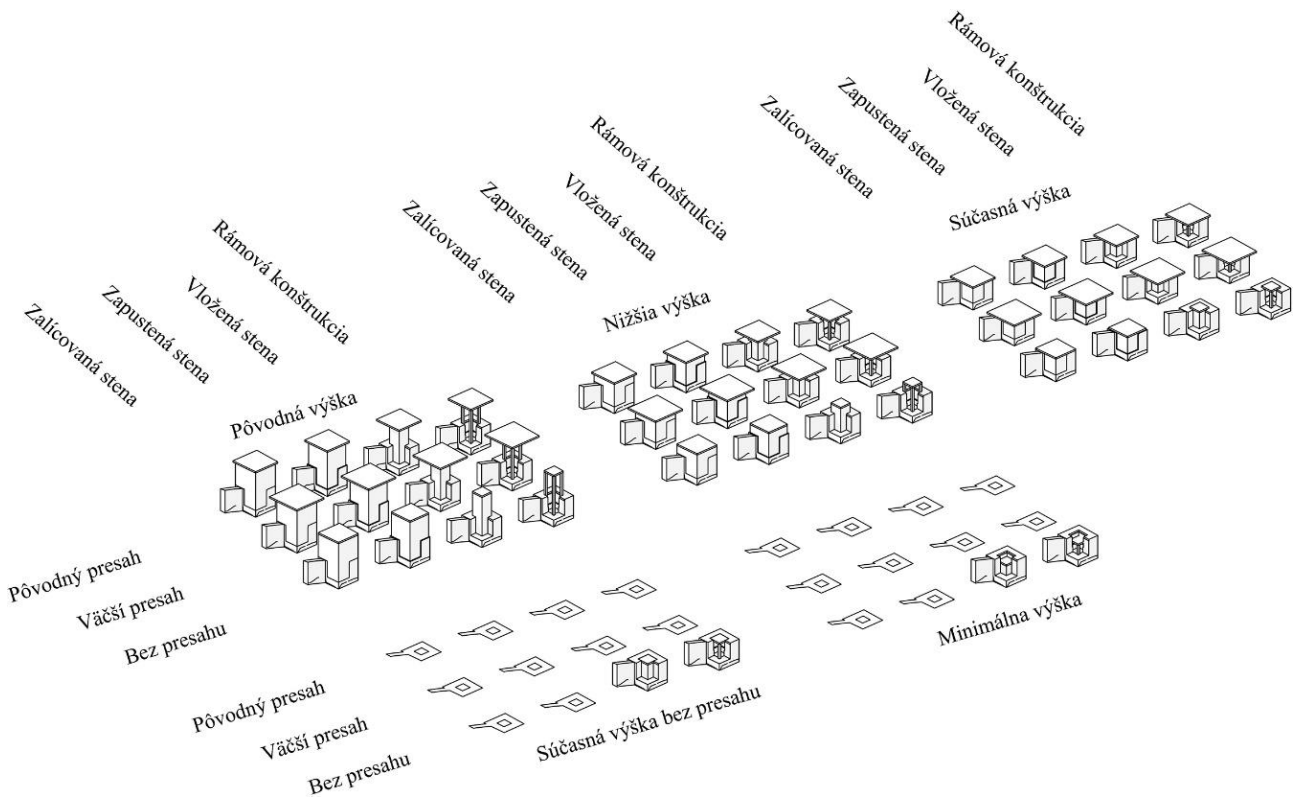 Rámová konštrukcia
Vložená stena
Zapustená stena
Zalícovaná stena
Súčasná výška
Rámová konštrukcia
Vložená stena
Zapustená stena
Zalícovaná stena
Nižšia výška
Rámová konštrukcia
Vložená stena
Zapustená stena
Zalícovaná stena
Pôvodná výška
Pôvodný presah
Väčší presah
Bez presahu
Minimálna výška
Pôvodný presah
Väčší presah
Bez presahu
Súčasná výška bez presahu